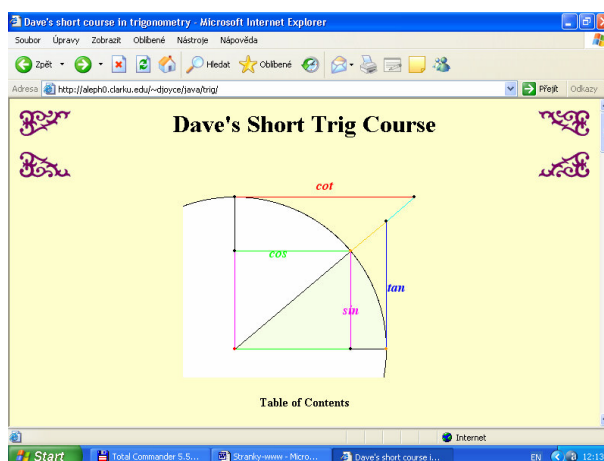 Dave's short course in trigonometry - Microsoft Internet Explorer
Soubor Úpravy Zobrazit Oblíbené Nástroje Nápověda
Zpět Hledat Oblíbené
Adresa http://aleph0.clarku.edu/~djoyce/java/trig/ Přejít Odkazy
Dave's Short Trig Course
cot
cos
tan
sin
Table of Contents
Internet
Start Total Commander 5.5... Stranky-www - Micro... Dave's short course i... EN 12:13